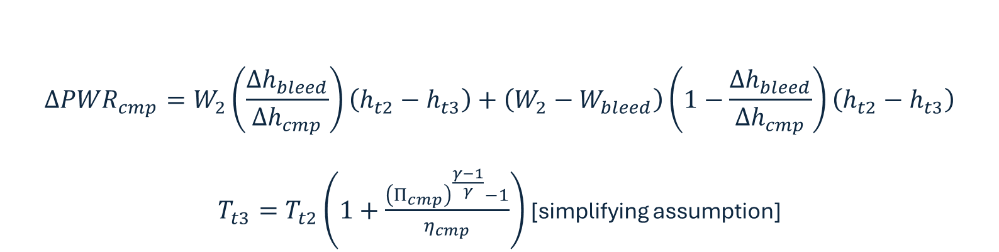 ΔPWR_cmp = W_2 (Δh_bleed / Δh_cmp) (h_t2 − h_t3) + (W_2 − W_bleed) (1 − Δh_bleed / Δh_cmp) (h_t2 − h_t3)
T_t3 = T_t2 (1 + ((Π_cmp)^((γ−1)/γ) −1) / η_cmp) [simplifying assumption]